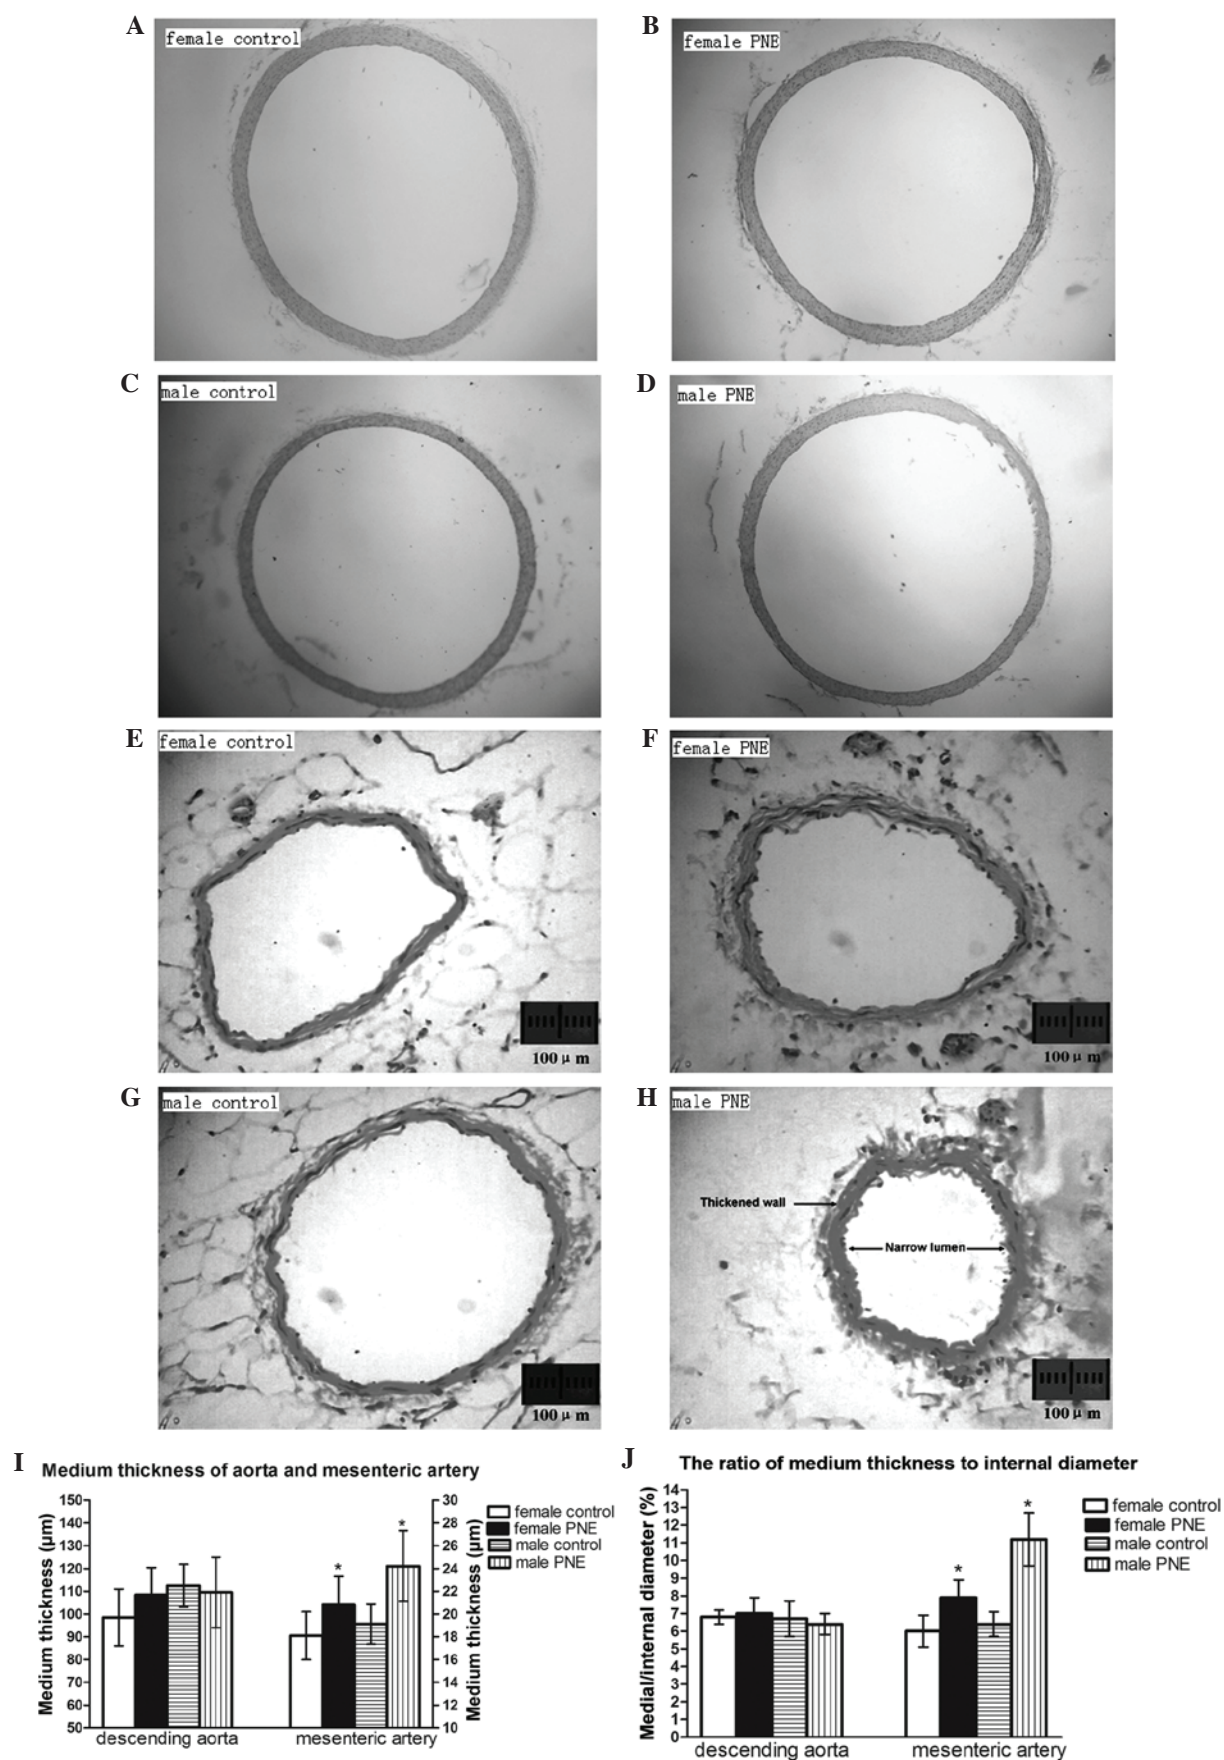 A
female control
B
female PNE
C
male control
D
male PNE
E
female control
100 μ m
F
female PNE
100 μ m
G
male control
100 μ m
H
male PNE
Thickened wall
Narrow lumen
100 μ m
I
Medium thickness of aorta and mesenteric artery
Medium thickness (μm)
150
140
130
120
110
100
90
80
70
60
50
*
*
30
28
26
24
22
20
18
16
14
12
10
Medium thickness (μm)
descending aorta
mesenteric artery
female control
female PNE
male control
male PNE
J
The ratio of medium thickness to internal diameter
Medial/internal diameter (%)
14
13
12
11
10
9
8
7
6
5
4
3
2
1
0
*
*
descending aorta
mesenteric artery
female control
female PNE
male control
male PNE